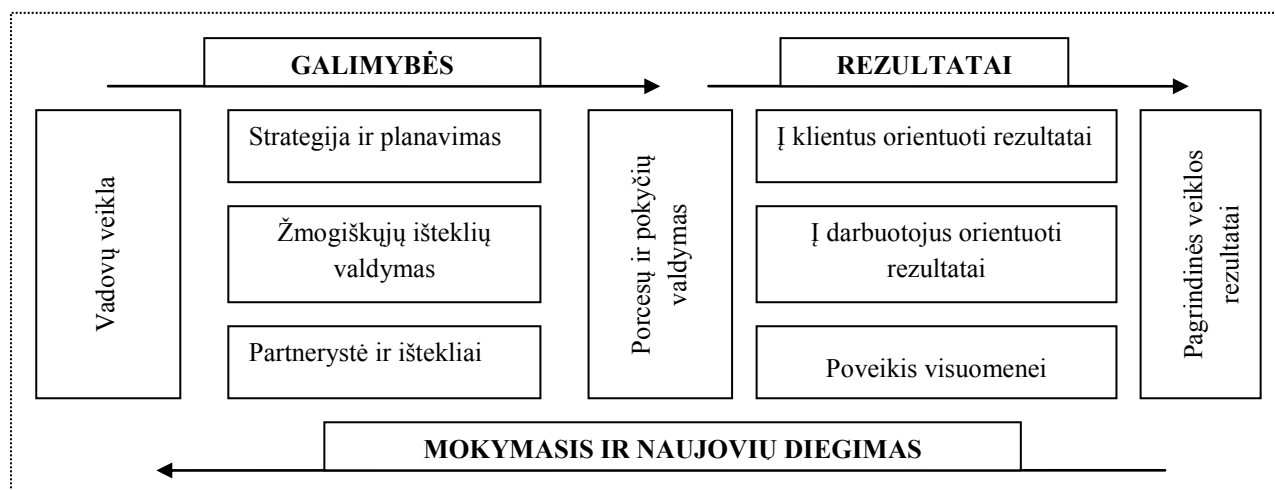 GALIMYBĖS
REZULTATAI
Vadovų veikla
Strategija ir planavimas
Žmogiškųjų išteklių
valdymas
Partnerystė ir ištekliai
Porcesų ir pokyčių
valdymas
Į klientus orientuoti rezultatai
Į darbuotojus orientuoti
rezultatai
Poveikis visuomenei
Pagrindinės veiklos
rezultatai
MOKYMASIS IR NAUJOVIU DIEGIMAS